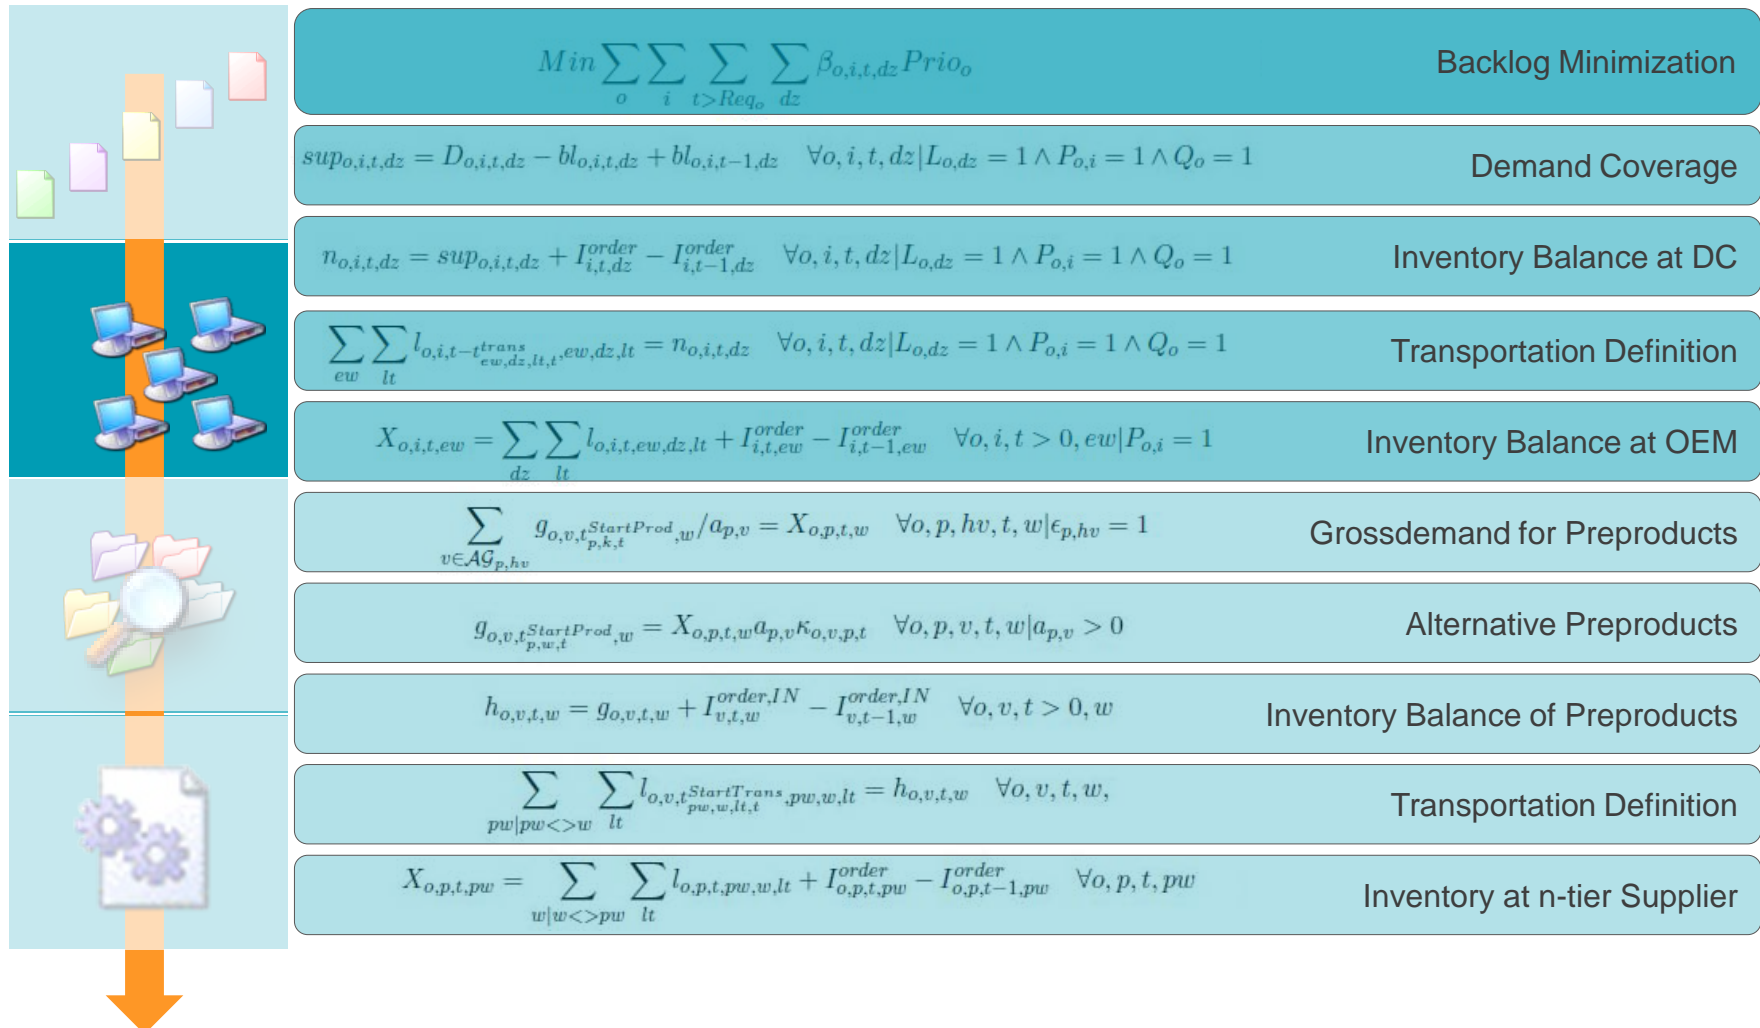 Min ∑_o ∑_i ∑_{t>Req_o} ∑_{dz} β_{o,i,t,dz} Prio_o
Backlog Minimization
sup_{o,i,t,dz} = D_{o,i,t,dz} − bl_{o,i,t,dz} + bl_{o,i,t−1,dz} ∀o, i, t, dz|L_{o,dz} = 1 ∧ P_{o,i} = 1 ∧ Q_o = 1
Demand Coverage
n_{o,i,t,dz} = sup_{o,i,t,dz} + I^{order}_{i,t,dz} − I^{order}_{i,t−1,dz} ∀o, i, t, dz|L_{o,dz} = 1 ∧ P_{o,i} = 1 ∧ Q_o = 1
Inventory Balance at DC
∑_{ew} ∑_{lt} l_{o,i,t−t^{trans}_{ew,dz,lt,t},ew,dz,lt} = n_{o,i,t,dz} ∀o, i, t, dz|L_{o,dz} = 1 ∧ P_{o,i} = 1 ∧ Q_o = 1
Transportation Definition
X_{o,i,t,ew} = ∑_{dz} ∑_{lt} l_{o,i,t,ew,dz,lt} + I^{order}_{i,t,ew} − I^{order}_{i,t−1,ew} ∀o, i, t > 0, ew|P_{o,i} = 1
Inventory Balance at OEM
∑_{v∈𝒜𝒢_{p,hv}} g_{o,v,t^{StartProd}_{p,k,t},w}/a_{p,v} = X_{o,p,t,w} ∀o, p, hv, t, w|ϵ_{p,hv} = 1
Grossdemand for Preproducts
g_{o,v,t^{StartProd}_{p,w,t},w} = X_{o,p,t,w} a_{p,v} κ_{o,v,p,t} ∀o, p, v, t, w|a_{p,v} > 0
Alternative Preproducts
h_{o,v,t,w} = g_{o,v,t,w} + I^{order,IN}_{v,t,w} − I^{order,IN}_{v,t−1,w} ∀o, v, t > 0, w
Inventory Balance of Preproducts
∑_{pw|pw<>w} ∑_{lt} l_{o,v,t^{StartTrans}_{pw,w,lt,t},pw,w,lt} = h_{o,v,t,w} ∀o, v, t, w,
Transportation Definition
X_{o,p,t,pw} = ∑_{w|w<>pw} ∑_{lt} l_{o,p,t,pw,w,lt} + I^{order}_{o,p,t,pw} − I^{order}_{o,p,t−1,pw} ∀o, p, t, pw
Inventory at n-tier Supplier